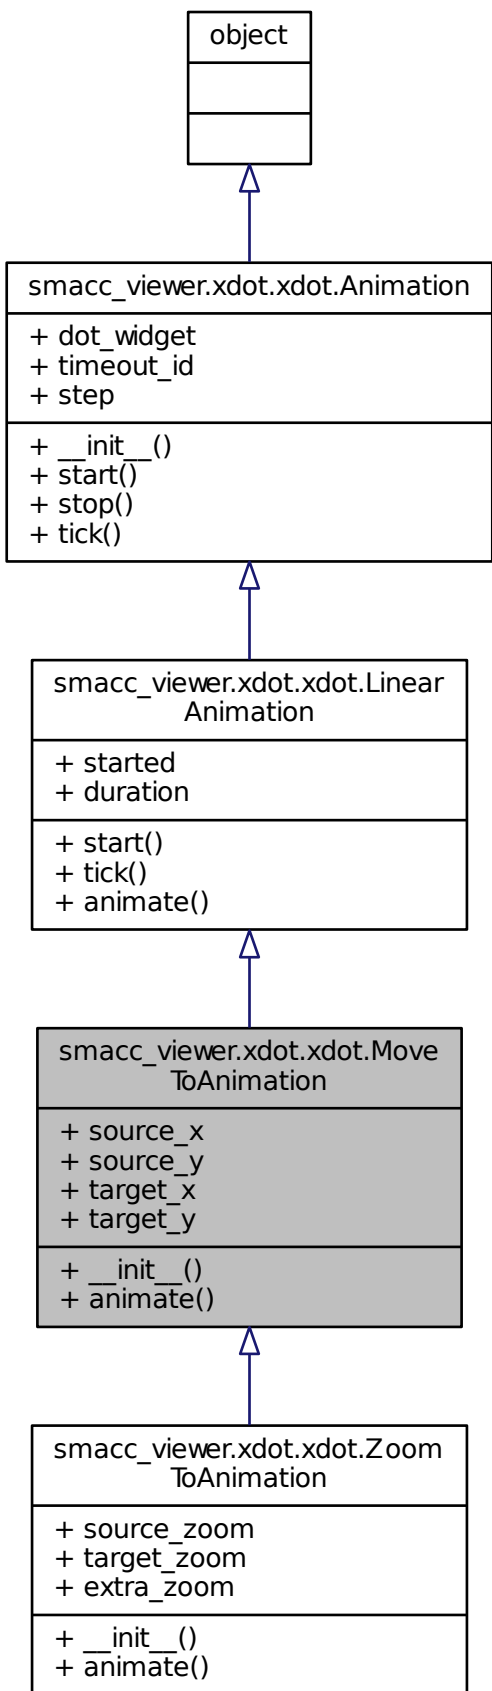 object
smacc_viewer.xdot.xdot.Animation
+ dot_widget
+ timeout_id
+ step
+ __init__()
+ start()
+ stop()
+ tick()
smacc_viewer.xdot.xdot.Linear
Animation
+ started
+ duration
+ start()
+ tick()
+ animate()
smacc_viewer.xdot.xdot.Move
ToAnimation
+ source_x
+ source_y
+ target_x
+ target_y
+ __init__()
+ animate()
smacc_viewer.xdot.xdot.Zoom
ToAnimation
+ source_zoom
+ target_zoom
+ extra_zoom
+ __init__()
+ animate()